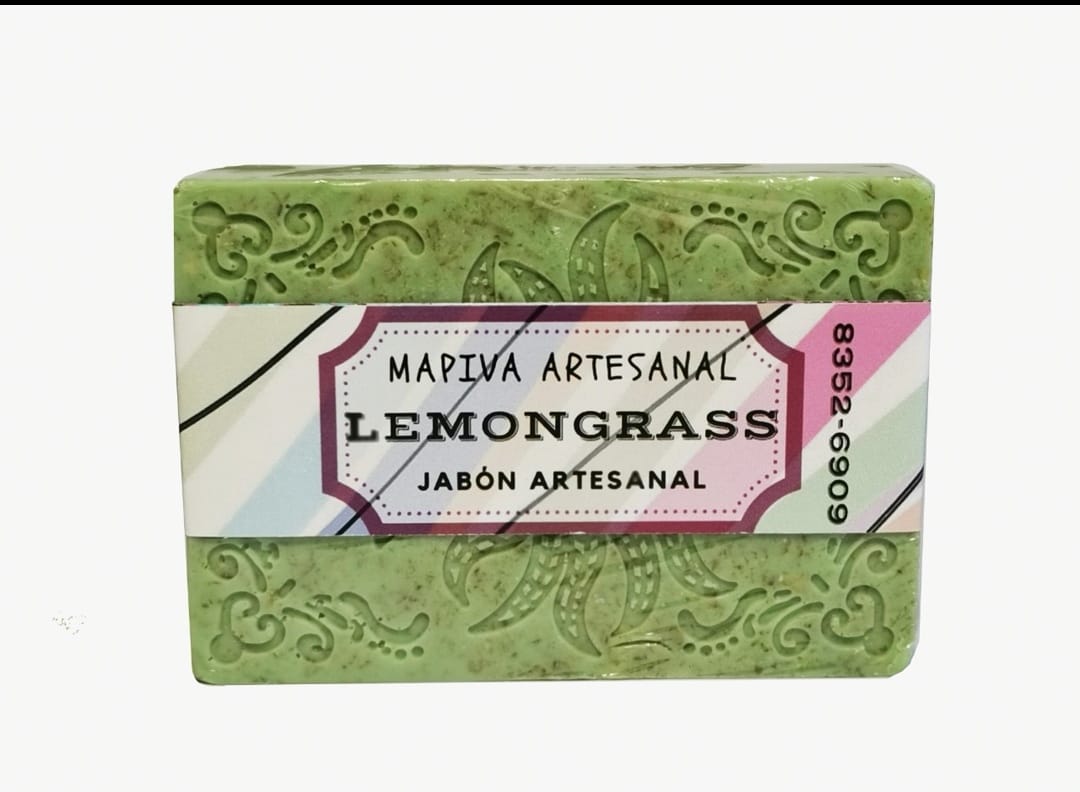 MAPIVA ARTESANAL
LEMONGRASS
JABÓN ARTESANAL
8352-6909